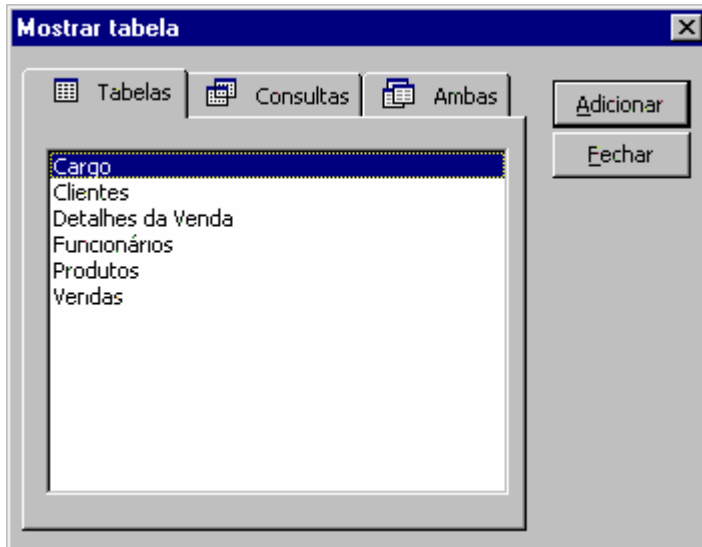 Mostrar tabela
Tabelas Consultas Ambas
Adicionar
Fechar
Cargo
Clientes
Detalhes da Venda
Funcionários
Produtos
Vendas